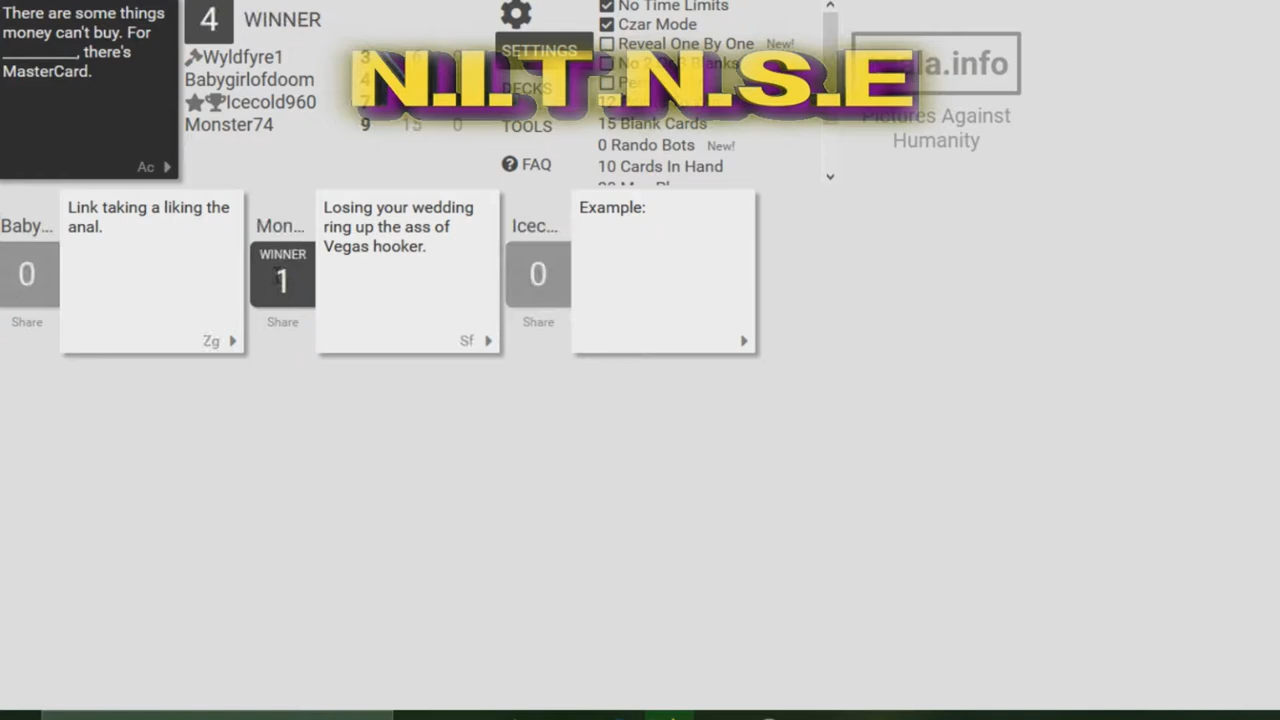 There are some things
money can't buy. For
________, there's
MasterCard.
Ac
4 WINNER
Wyldfyre1 3
Babygirlofdoom 4
Icecold960 7
Monster74 9 15 0
SETTINGS
DECKS
TOOLS
FAQ
No Time Limits
Czar Mode
Reveal One By One New!
15 Blank Cards
0 Rando Bots New!
10 Cards In Hand
N.I.T.N.S.E
la.info
Pictures Against
Humanity
Baby...
0
Share
Link taking a liking the
anal.
Zg
Mon...
WINNER
1
Share
Losing your wedding
ring up the ass of
Vegas hooker.
Sf
Icec...
0
Share
Example: